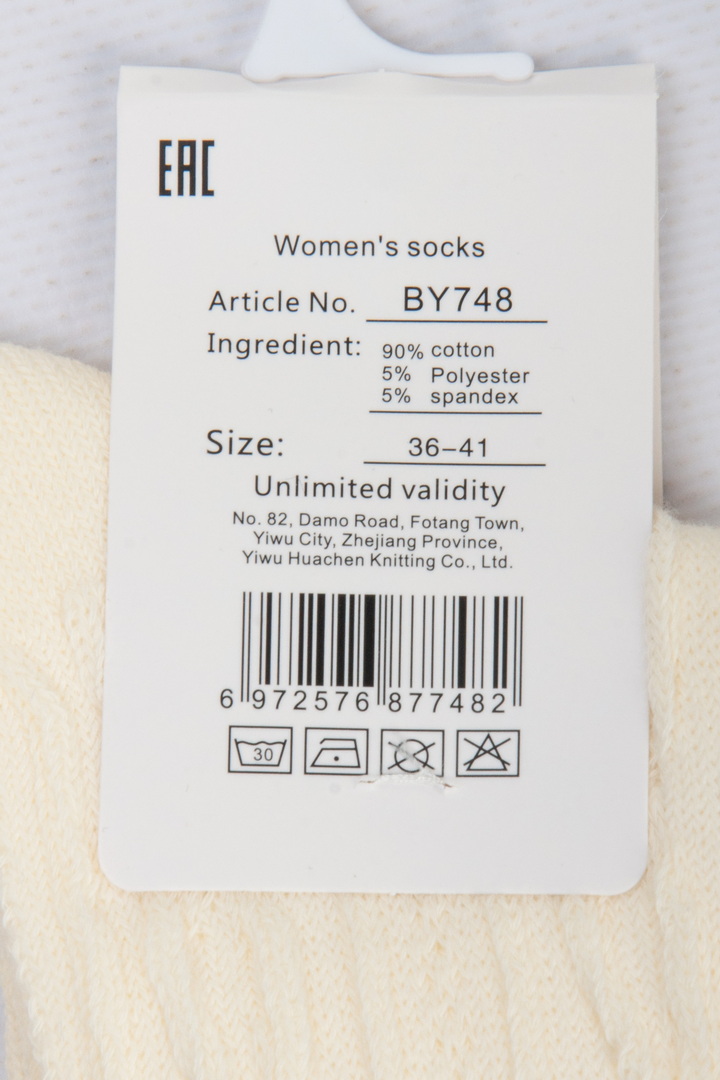 EAC
Women's socks
Article No. BY748
Ingredient: 90% cotton
5% Polyester
5% spandex
Size: 36–41
Unlimited validity
No. 82, Damo Road, Fotang Town,
Yiwu City, Zhejiang Province,
Yiwu Huachen Knitting Co., Ltd.
6 972576 877482
30